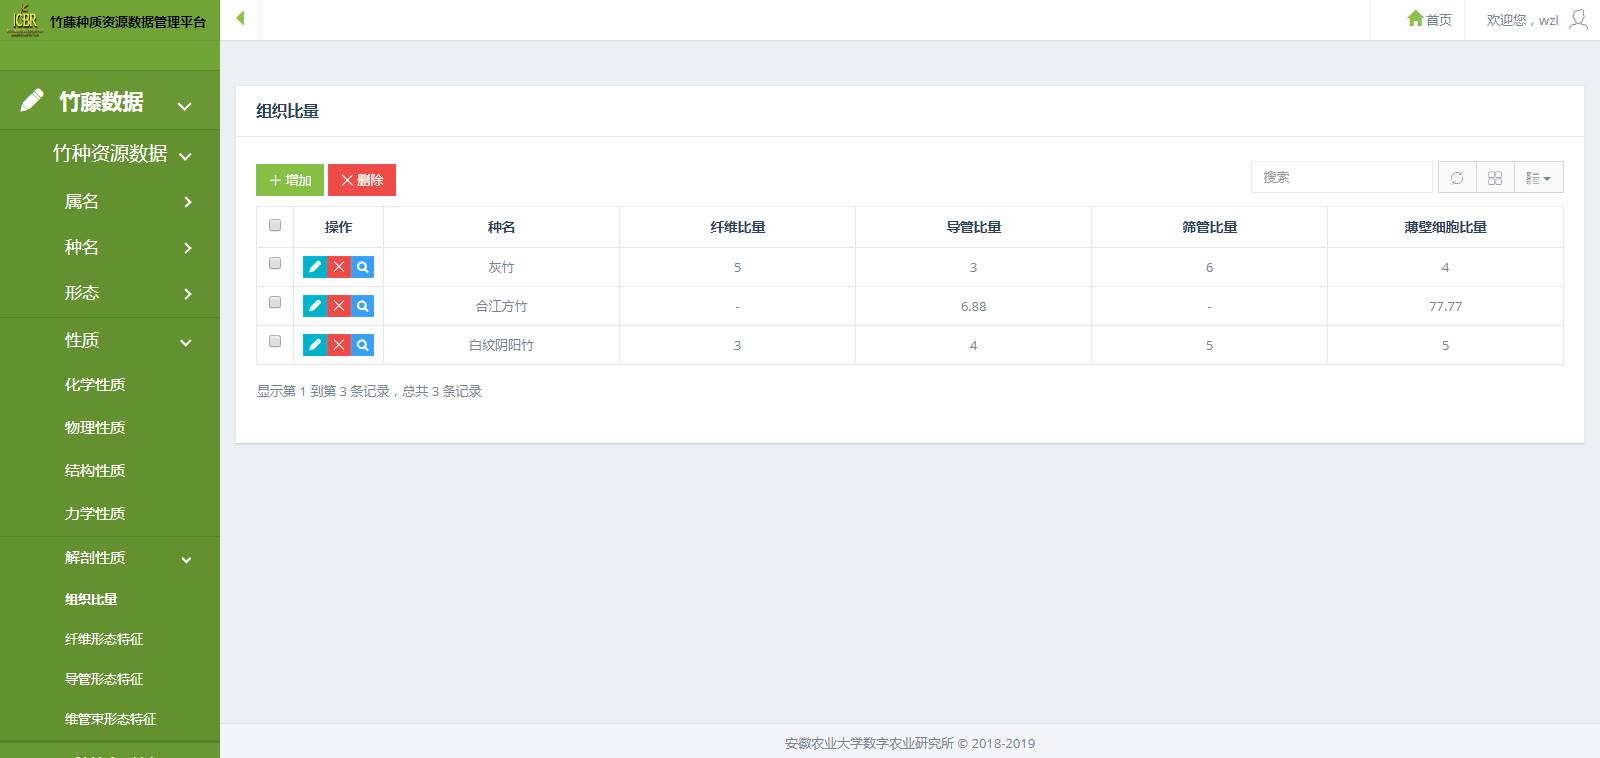 ICBR 竹藤种质资源数据管理平台
首页
欢迎您，wzl
竹藤数据
竹种资源数据
属名
种名
形态
性质
化学性质
物理性质
结构性质
力学性质
解剖性质
组织比量
纤维形态特征
导管形态特征
维管束形态特征
组织比量
增加 删除
搜索
操作 种名 纤维比量 导管比量 筛管比量 薄壁细胞比量
灰竹 5 3 6 4
合江方竹 - 6.88 - 77.77
白纹阴阳竹 3 4 5 5
显示第 1 到第 3 条记录，总共 3 条记录
安徽农业大学数字农业研究所 © 2018-2019